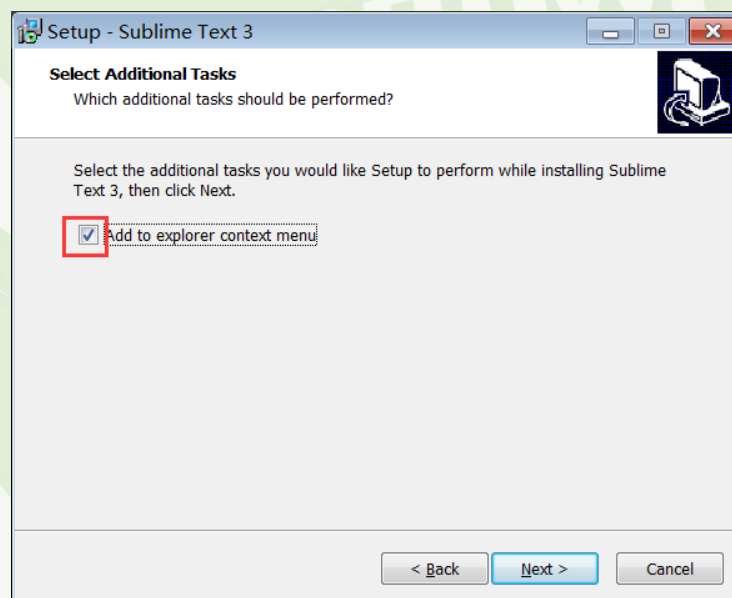 Setup - Sublime Text 3
Select Additional Tasks
Which additional tasks should be performed?
Select the additional tasks you would like Setup to perform while installing Sublime
Text 3, then click Next.
Add to explorer context menu
< Back Next > Cancel